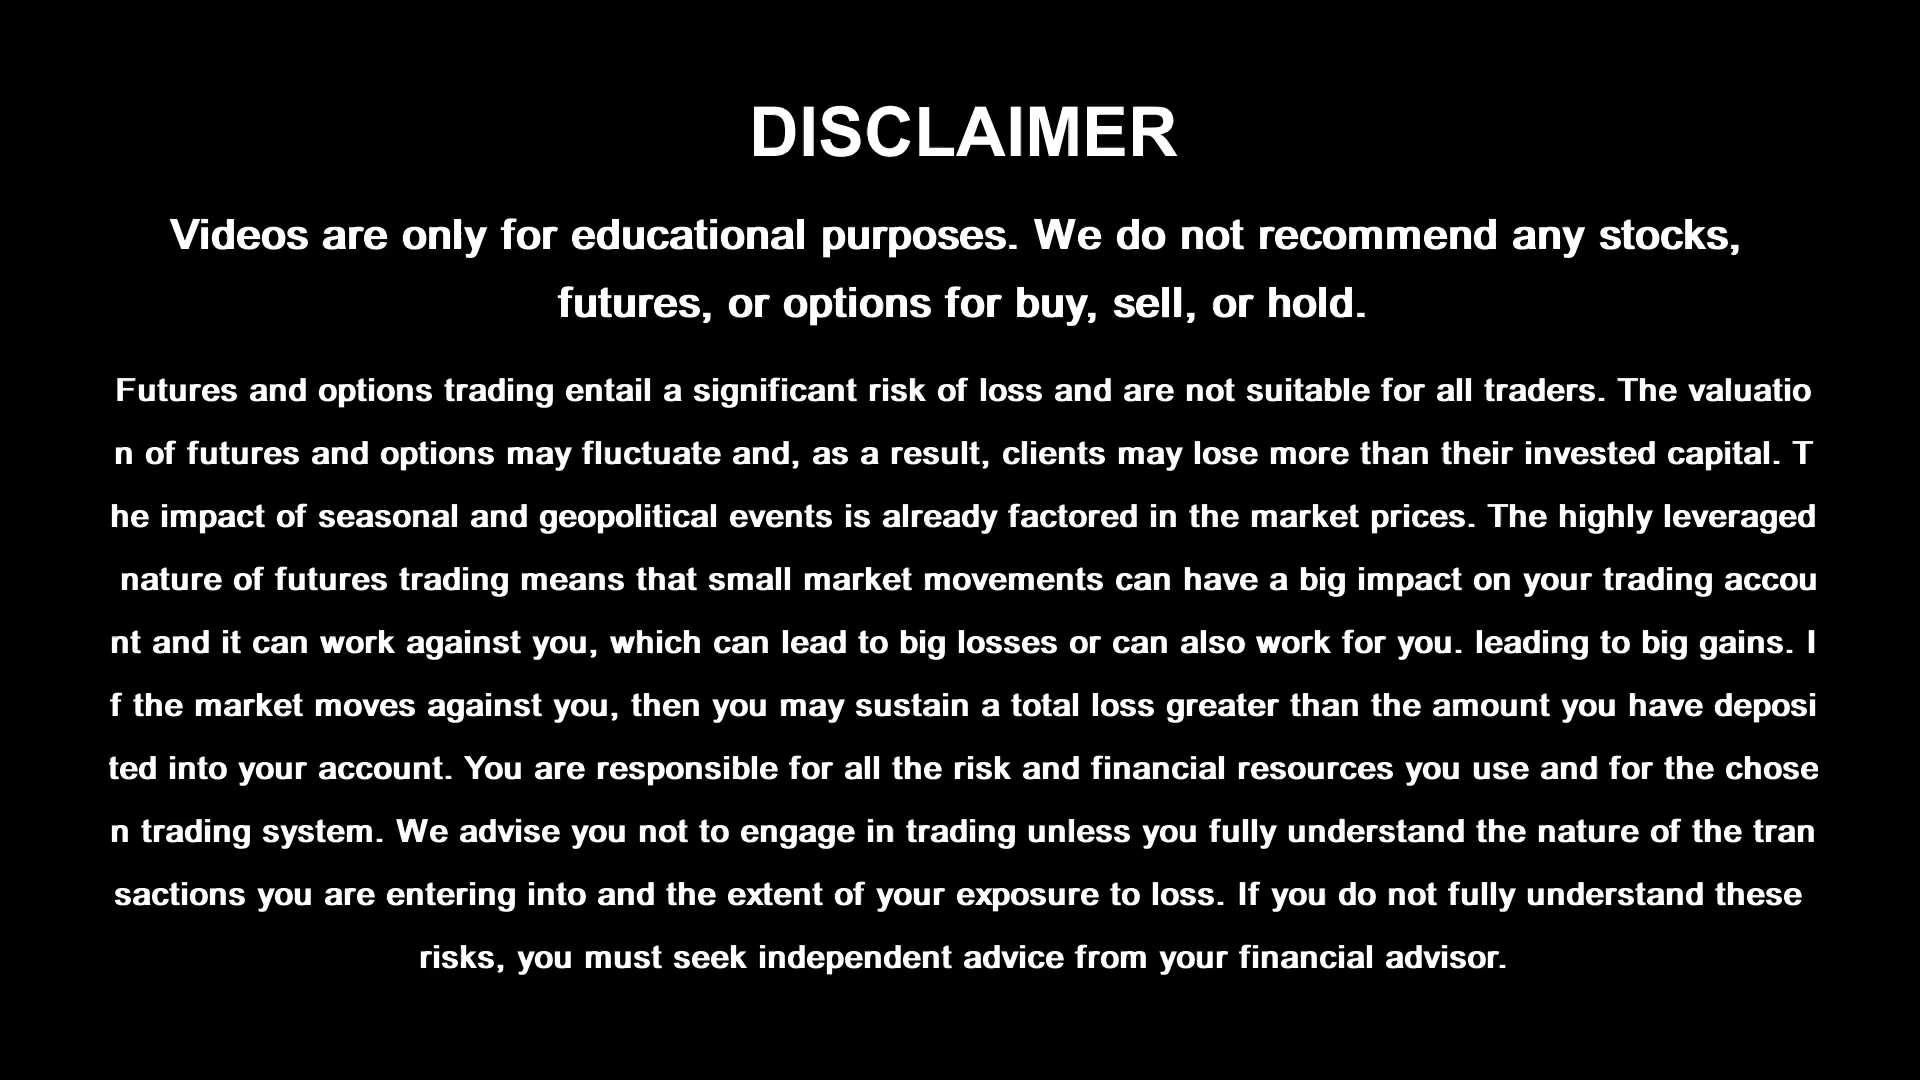 DISCLAIMER
Videos are only for educational purposes. We do not recommend any stocks,
futures, or options for buy, sell, or hold.
Futures and options trading entail a significant risk of loss and are not suitable for all traders. The valuatio
n of futures and options may fluctuate and, as a result, clients may lose more than their invested capital. T
he impact of seasonal and geopolitical events is already factored in the market prices. The highly leveraged
nature of futures trading means that small market movements can have a big impact on your trading accou
nt and it can work against you, which can lead to big losses or can also work for you. leading to big gains. I
f the market moves against you, then you may sustain a total loss greater than the amount you have deposi
ted into your account. You are responsible for all the risk and financial resources you use and for the chose
n trading system. We advise you not to engage in trading unless you fully understand the nature of the tran
sactions you are entering into and the extent of your exposure to loss. If you do not fully understand these
risks, you must seek independent advice from your financial advisor.